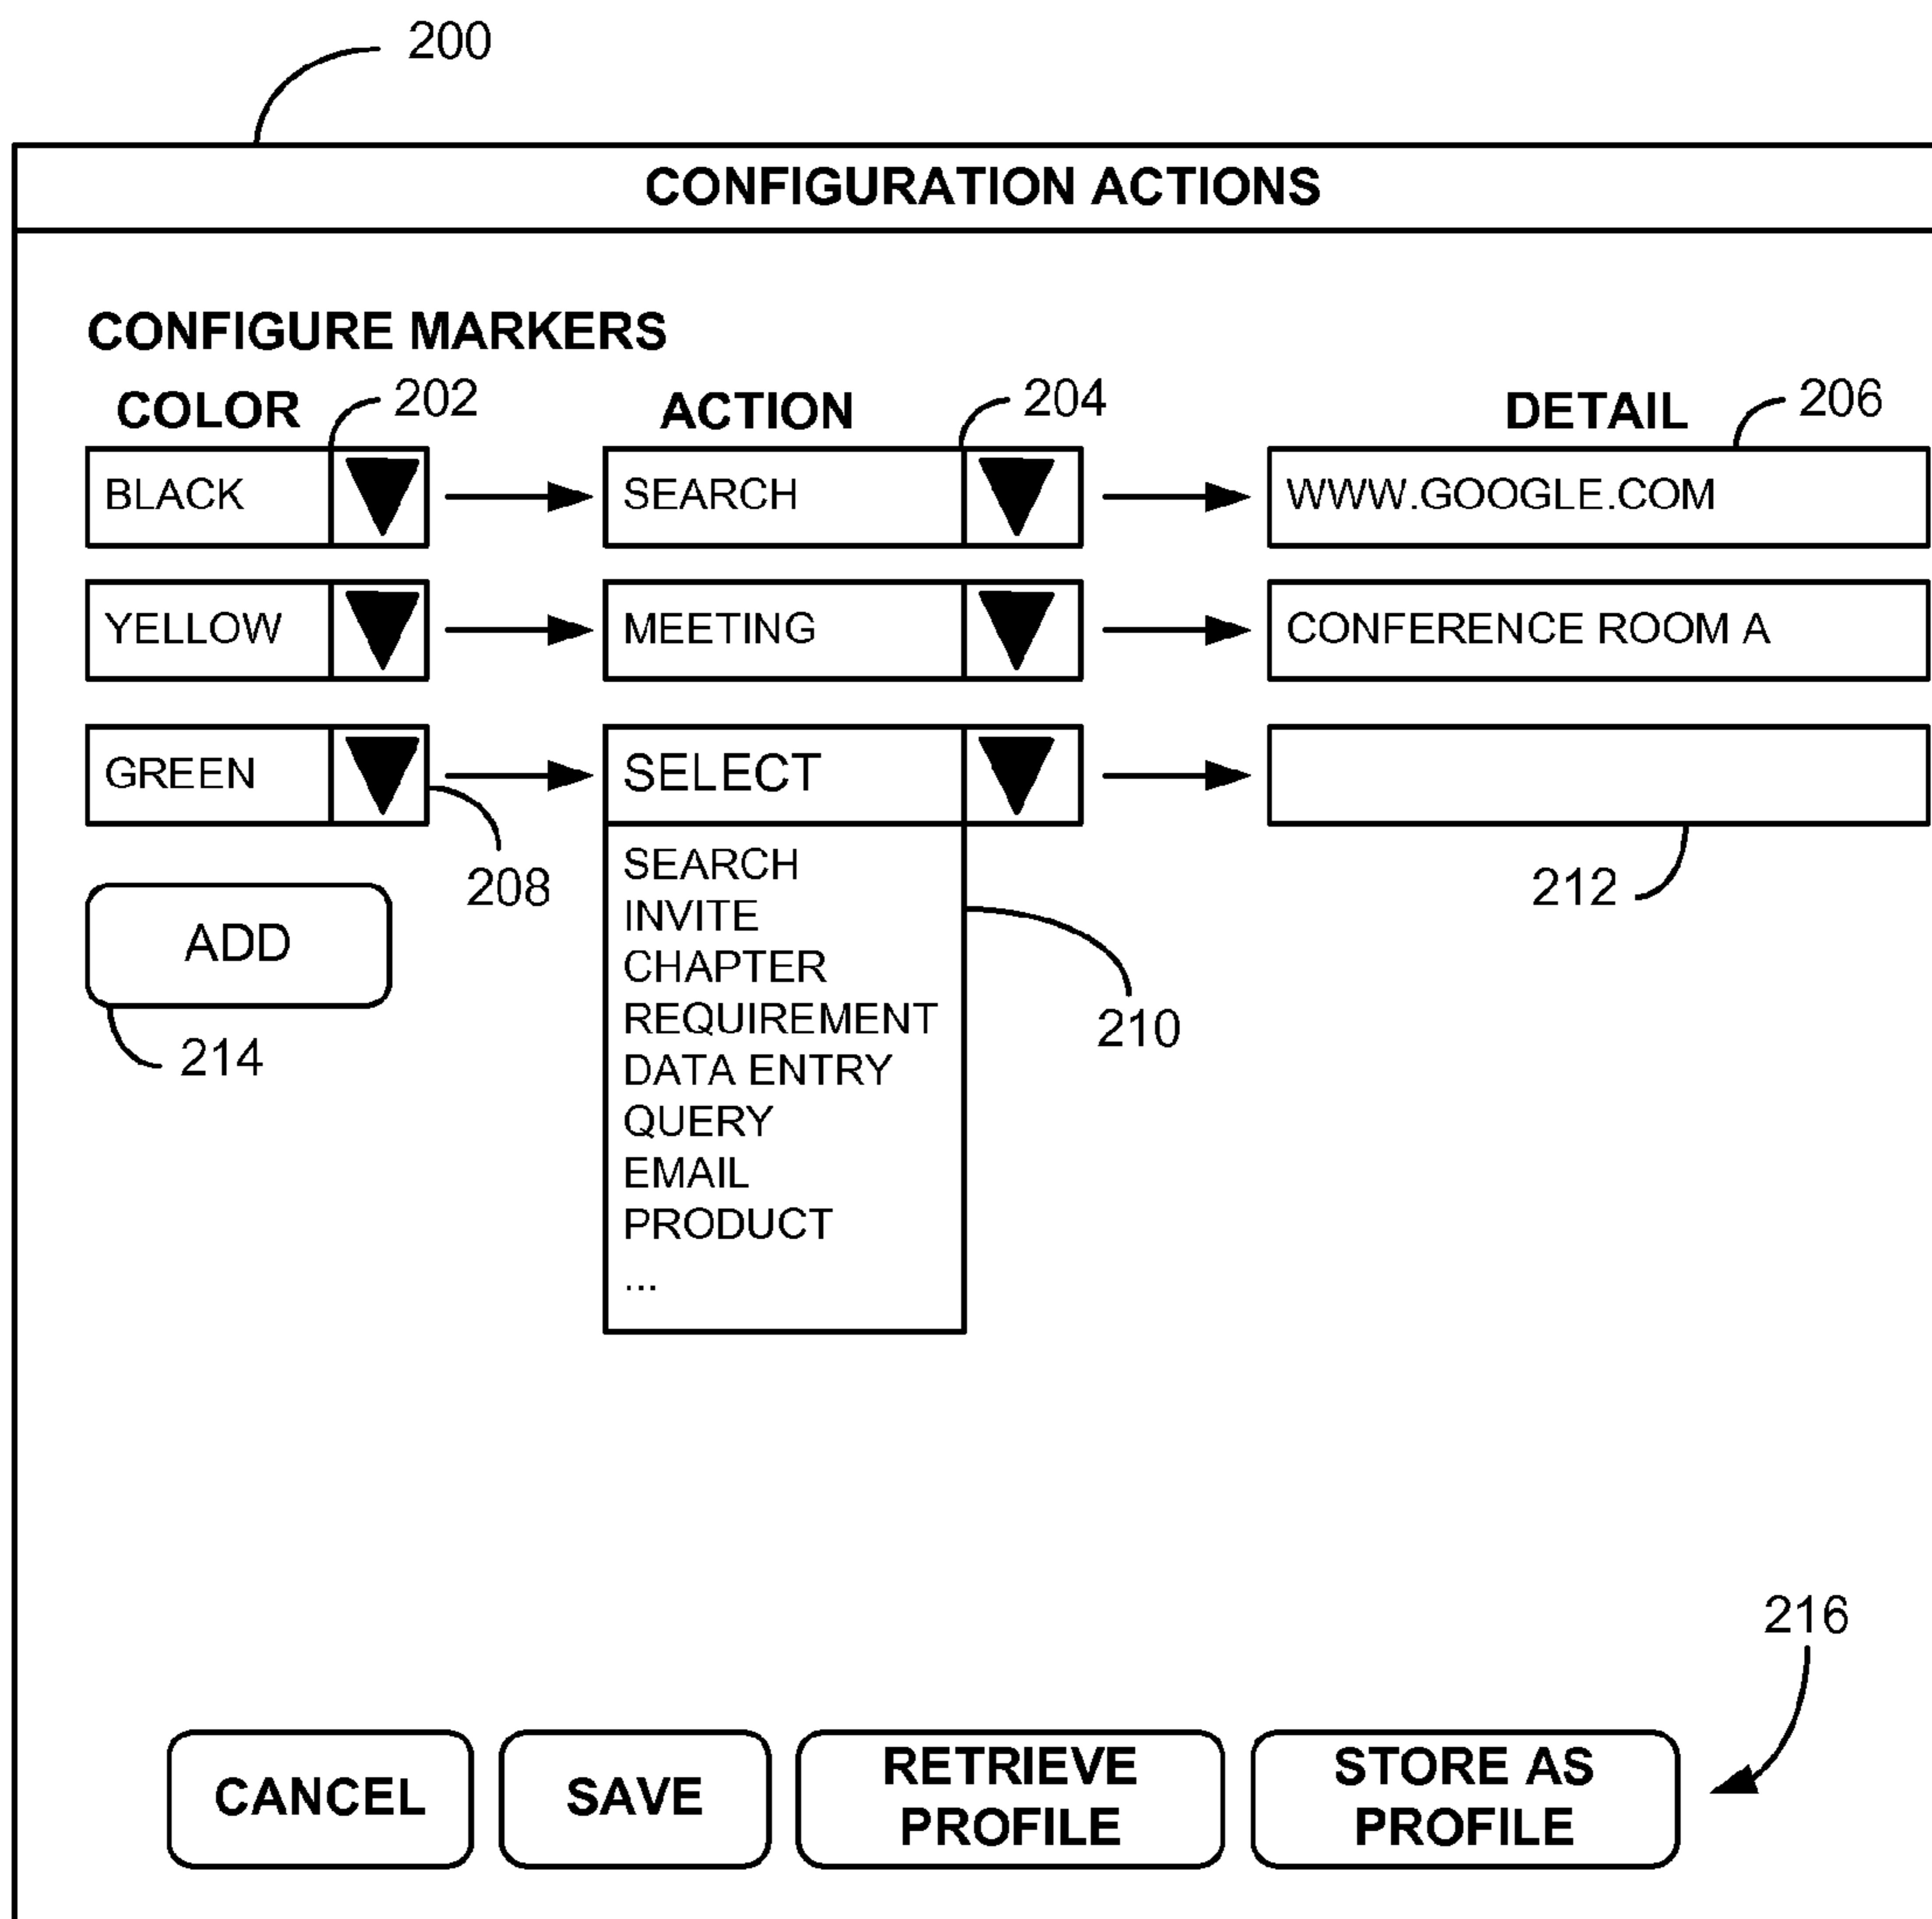 200
CONFIGURATION ACTIONS
CONFIGURE MARKERS
COLOR 202 ACTION 204 DETAIL 206
BLACK SEARCH WWW.GOOGLE.COM
YELLOW MEETING CONFERENCE ROOM A
GREEN SELECT
208
212
SEARCH
INVITE
ADD
CHAPTER
REQUIREMENT
210
214
DATA ENTRY
QUERY
EMAIL
PRODUCT
...
216
CANCEL
SAVE
RETRIEVE
PROFILE
STORE AS
PROFILE